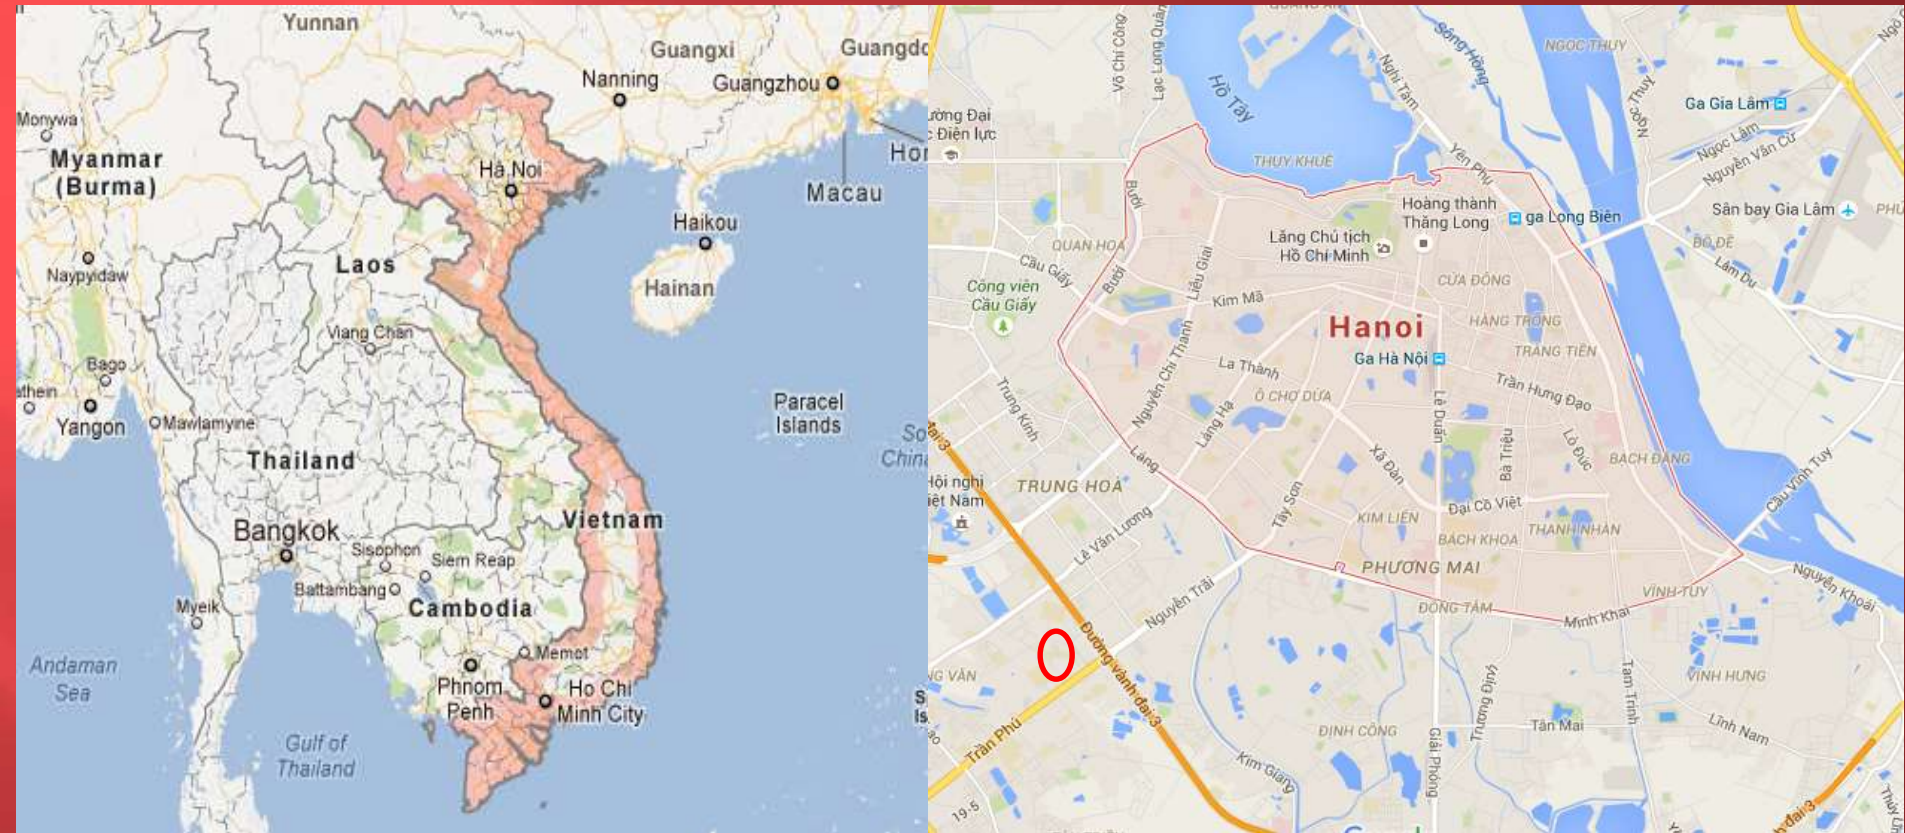 Yunnan
Guangxi
Nanning
Guangzhou
Monywa
Myanmar
(Burma)
Hà Noi
Macau
Haikou
Hainan
Naypyidaw
Laos
Viang Chan
Bago
Yangon
Mawlamyine
Thailand
Paracel
Islands
Bangkok
Vietnam
Sisophon
Siem Reap
Battambang
Cambodia
Myeik
Memot
Phnom
Penh
Ho Chi
Minh City
Andaman
Sea
Gulf of
Thailand
Võ Chí Công
Lạc Long Quân
Hồ Tây
Nghi Tàm
Sông Hồng
NGỌC THỤY
Ga Gia Lâm
Ngọc Lâm
Nguyễn Văn Cừ
Sân bay Gia Lâm
THUY KHUÊ
Yên Phụ
Bưởi
Hoàng thành
Thăng Long
ga Long Biên
Lăng Chủ tịch
Hồ Chí Minh
BỒ ĐỀ
Lâm Du
QUAN HOA
Cầu Giấy
Bưởi
Liễu Giai
Công viên
Cầu Giấy
Kim Mã
CỬA ĐÔNG
Hanoi
HÀNG TRỐNG
Ga Hà Nội
TRÀNG TIỀN
La Thành
Nguyễn Chí Thanh
Trần Hưng Đạo
Ô CHỢ DỪA
Trung Kính
Láng Hạ
Lê Duẩn
Xã Đàn
Bà Triệu
Lò Đúc
BẠCH ĐẰNG
Láng
TRUNG HOÀ
Cầu Vĩnh Tuy
Tây Sơn
Đại Cồ Việt
KIM LIÊN
THANH NHÀN
Lê Văn Lương
BÁCH KHOA
PHƯƠNG MAI
Nguyễn Trãi
ĐỒNG TÂM
VĨNH TUY
Minh Khai
Nguyễn Khoái
Đường vành đai 3
VĨNH HƯNG
Trương Định
Tam Trinh
Trần Phú
ĐỊNH CÔNG
Tân Mai
Lĩnh Nam
Giải Phóng
Kim Giang
19-5